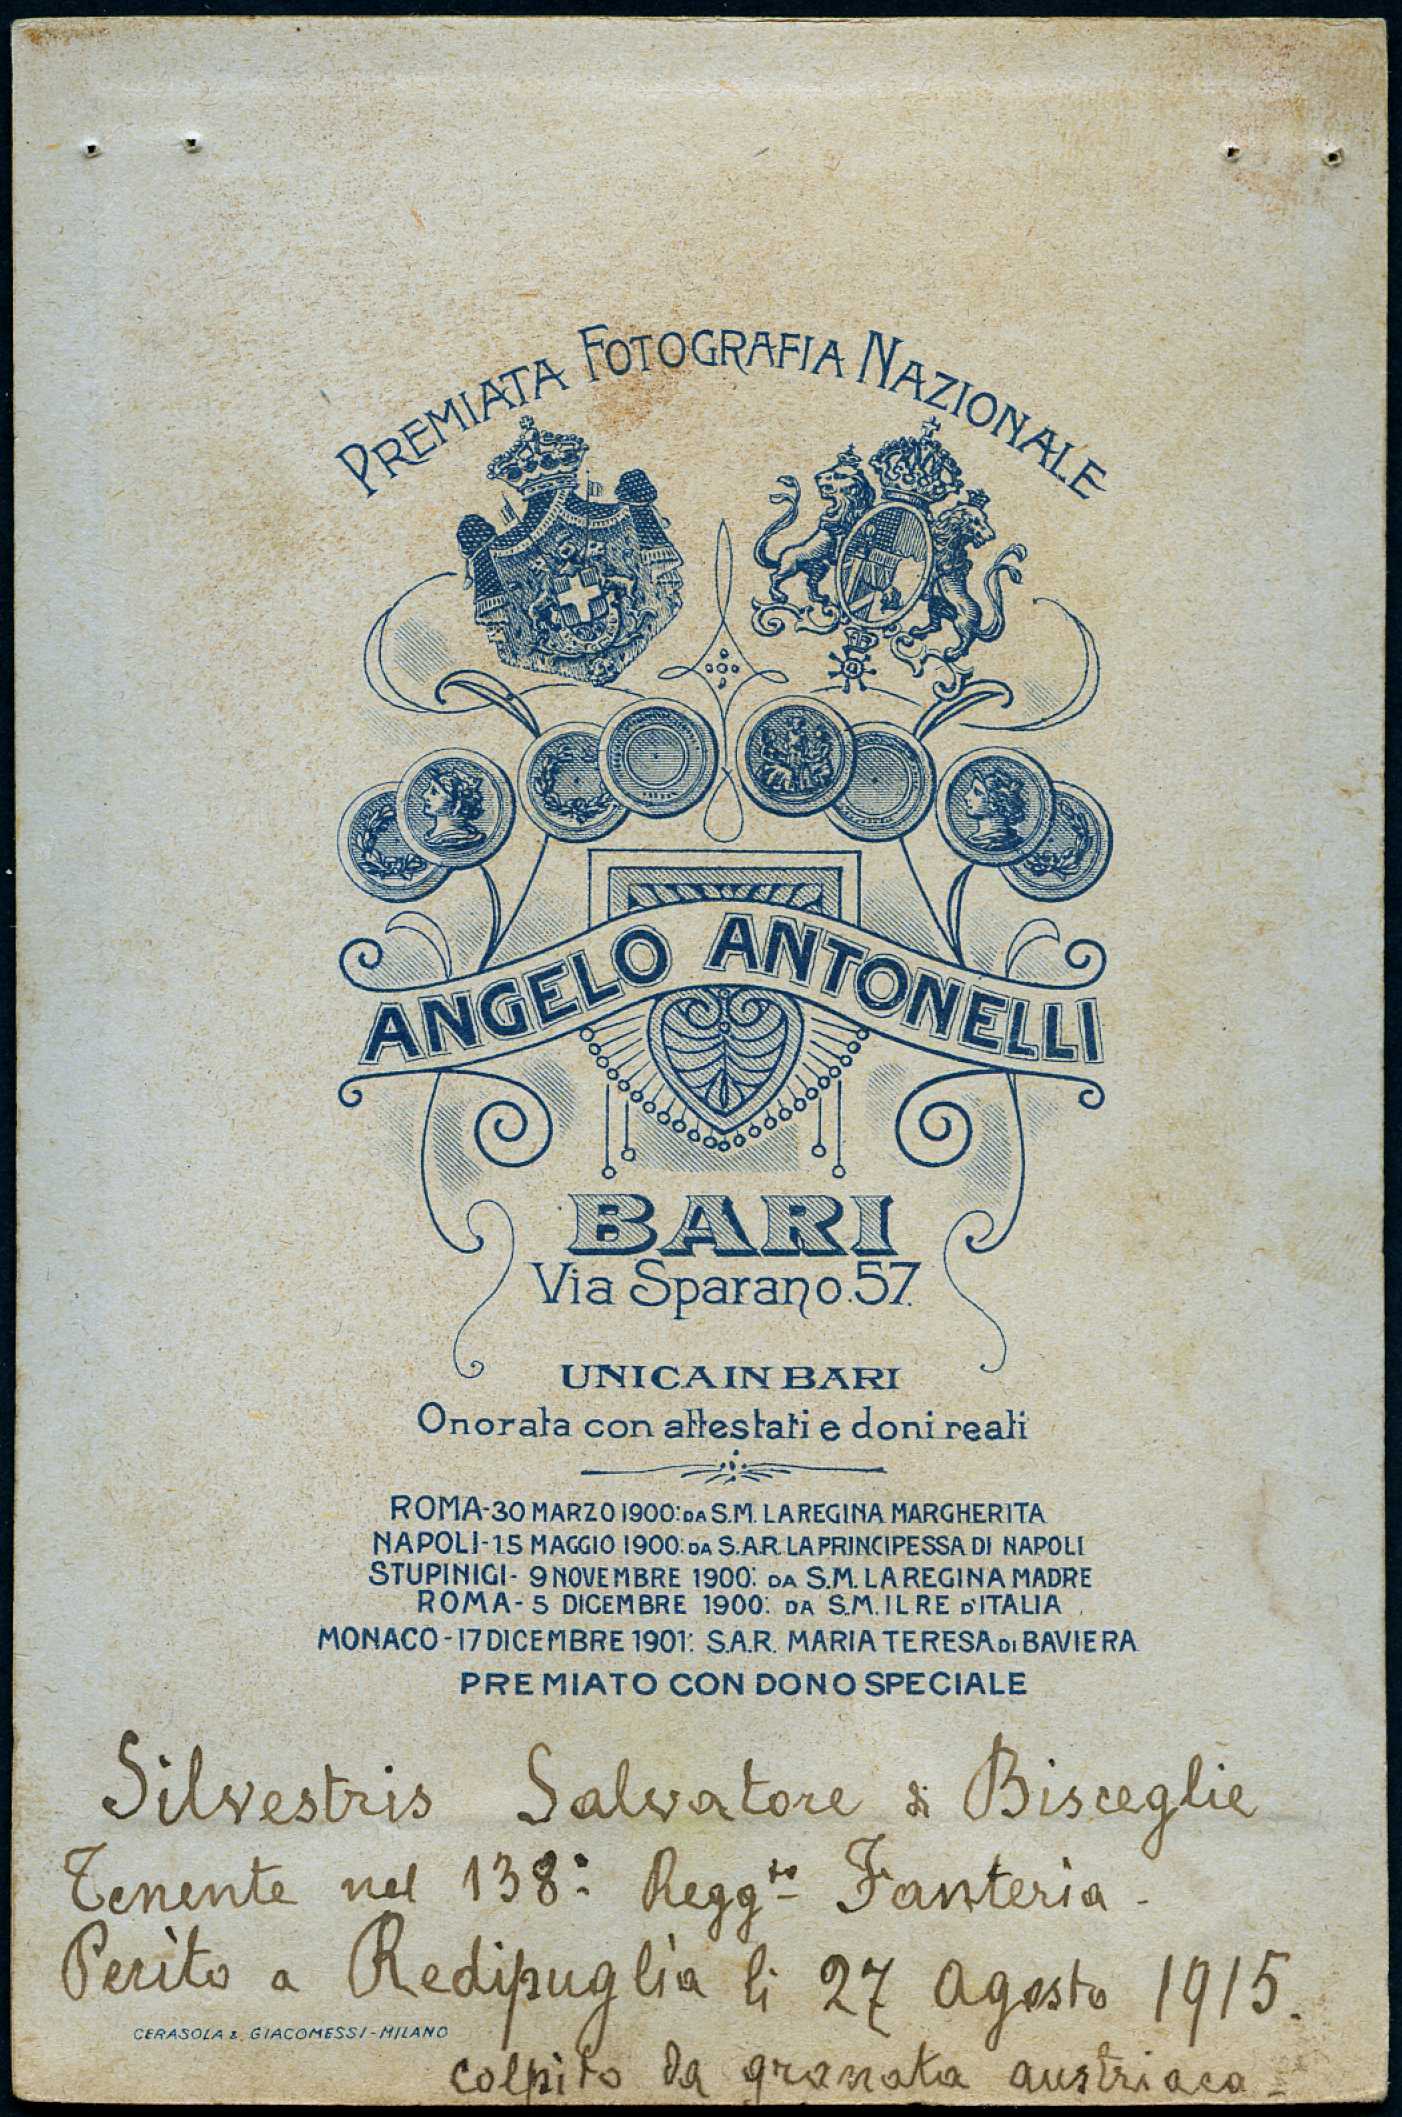 PREMIATA FOTOGRAFIA NAZIONALE
ANGELO ANTONELLI
BARI
Via Sparano.57.
UNICA IN BARI
Onorata con attestati e doni reali
ROMA-30 MARZO 1900: DA S.M. LA REGINA MARGHERITA
NAPOLI-15 MAGGIO 1900: DA S.A.R. LA PRINCIPESSA DI NAPOLI
STUPINIGI- 9 NOVEMBRE 1900: DA S.M. LA REGINA MADRE
ROMA- 5 DICEMBRE 1900: DA S.M. IL RE D'ITALIA
MONACO-17 DICEMBRE 1901: S.A.R. MARIA TERESA DI BAVIERA
PREMIATO CON DONO SPECIALE
Silvestris Salvatore di Bisceglie
Tenente nel 138° Regg.to Fanteria -
Perito a Redipuglia li 27 Agosto 1915.
CERASOLA & GIACOMESSI-MILANO
colpito da granata austriaca -